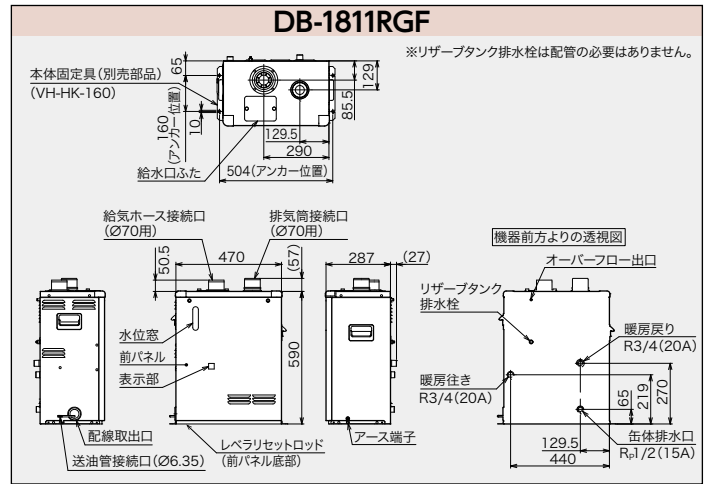 DB-1811RGF
※リザーブタンク排水栓は配管の必要はありません。
65
本体固定具(別売部品)
(VH-HK-160)
160
(アンカー位置)
10
給水口ふた
129.5
290
504(アンカー位置)
85.5
129
給気ホース接続口
(Ø70用)
排気筒接続口
(Ø70用)
50.5
470
(57)
287
(27)
590
水位窓
前パネル
表示部
配線取出口
送油管接続口(Ø6.35)
レベラリセットロッド
(前パネル底部)
アース端子
機器前方よりの透視図
オーバーフロー出口
リザーブタンク
排水栓
暖房戻り
R3/4(20A)
暖房往き
R3/4(20A)
65
219
270
缶体排水口
Rp1/2(15A)
129.5
440